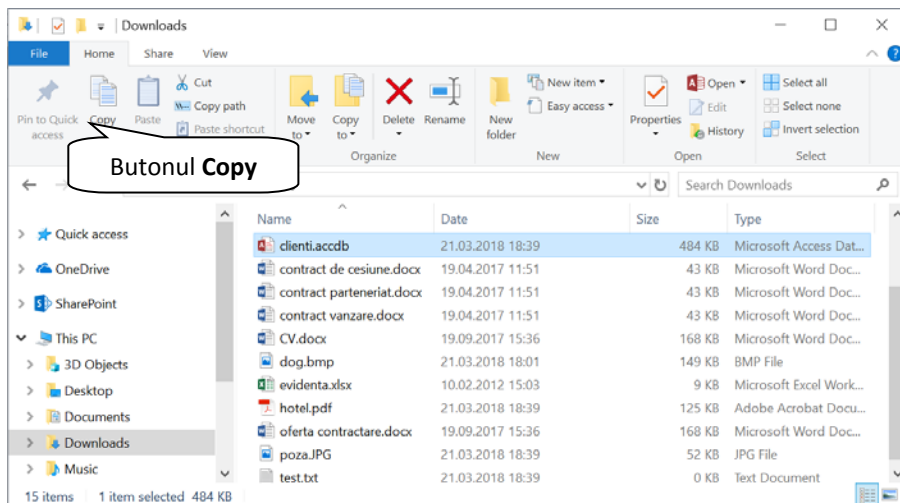 Downloads
File Home Share View
Pin to Quick access Copy Paste Cut Copy path Paste shortcut Move to Copy to Delete Rename New folder New item Easy access Properties Open Edit History Select all Select none Invert selection
Organize New Open Select
Butonul Copy
Search Downloads
Name Date Size Type
Quick access
OneDrive
SharePoint
This PC
3D Objects
Desktop
Documents
Downloads
Music
clienti.accdb 21.03.2018 18:39 484 KB Microsoft Access Dat...
contract de cesiune.docx 19.04.2017 11:51 43 KB Microsoft Word Doc...
contract parteneriat.docx 19.04.2017 11:51 43 KB Microsoft Word Doc...
contract vanzare.docx 19.04.2017 11:51 43 KB Microsoft Word Doc...
CV.docx 19.09.2017 15:36 168 KB Microsoft Word Doc...
dog.bmp 21.03.2018 18:01 149 KB BMP File
evidenta.xlsx 10.02.2012 15:03 9 KB Microsoft Excel Work...
hotel.pdf 21.03.2018 18:39 125 KB Adobe Acrobat Docu...
oferta contractare.docx 19.09.2017 15:36 168 KB Microsoft Word Doc...
poza.JPG 21.03.2018 18:39 52 KB JPG File
test.txt 21.03.2018 18:39 0 KB Text Document
15 items 1 item selected 484 KB